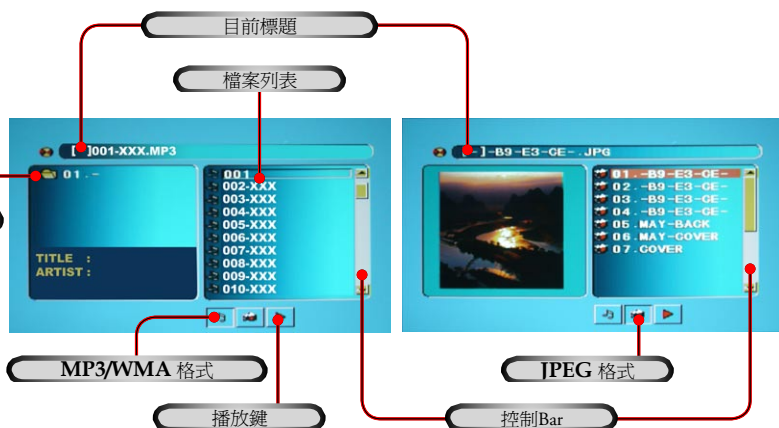 目前標題
檔案列表
[ ]001-XXX.MP3
01.-
TITLE :
ARTIST :
001
002-XXX
003-XXX
004-XXX
005-XXX
006-XXX
007-XXX
008-XXX
009-XXX
010-XXX
-]-B9-E3-CE-.JPG
01.-B9-E3-CE-
02.-B9-E3-CE-
03.-B9-E3-CE-
04.-B9-E3-CE-
05.MAY-BACK
06.MAY-COVER
07.COVER
MP3/WMA 格式
JPEG 格式
播放鍵
控制Bar